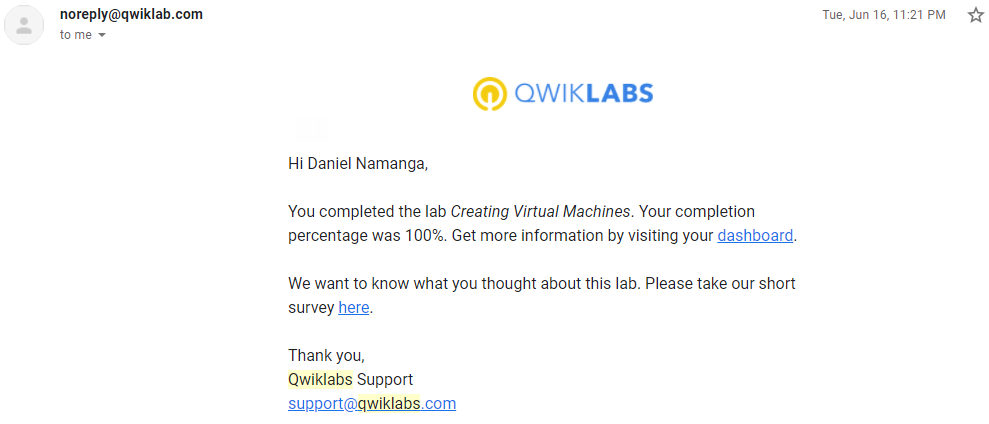 noreply@qwiklab.com
Tue, Jun 16, 11:21 PM
to me
QWIKLABS
Hi Daniel Namanga,
You completed the lab Creating Virtual Machines. Your completion
percentage was 100%. Get more information by visiting your dashboard.
We want to know what you thought about this lab. Please take our short
survey here.
Thank you,
Qwiklabs Support
support@qwiklabs.com